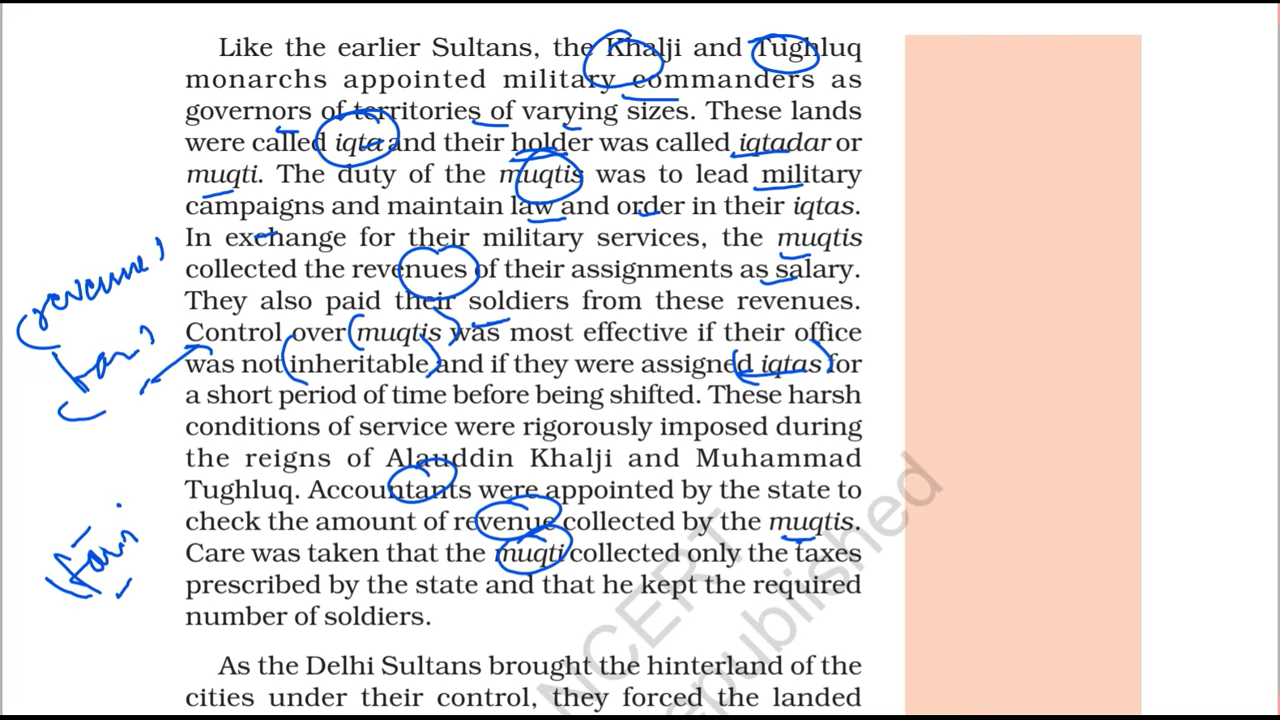 Like the earlier Sultans, the Khalji and Tughluq
monarchs appointed military commanders as
governors of territories of varying sizes. These lands
were called iqta and their holder was called iqtadar or
muqti. The duty of the muqtis was to lead military
campaigns and maintain law and order in their iqtas.
In exchange for their military services, the muqtis
collected the revenues of their assignments as salary.
They also paid their soldiers from these revenues.
Control over muqtis was most effective if their office
was not inheritable and if they were assigned iqtas for
a short period of time before being shifted. These harsh
conditions of service were rigorously imposed during
the reigns of Alauddin Khalji and Muhammad
Tughluq. Accountants were appointed by the state to
check the amount of revenue collected by the muqtis.
Care was taken that the muqti collected only the taxes
prescribed by the state and that he kept the required
number of soldiers.
As the Delhi Sultans brought the hinterland of the
cities under their control, they forced the landed
revenue
NCERT
republished